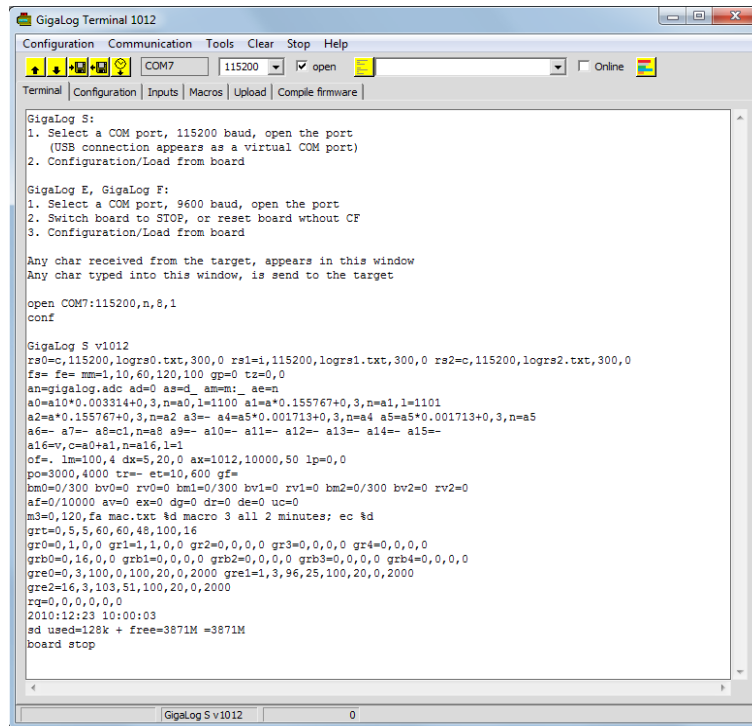 GigaLog Terminal 1012
Configuration Communication Tools Clear Stop Help
COM7 115200 open Online
Terminal Configuration Inputs Macros Upload Compile firmware
GigaLog S:
1. Select a COM port, 115200 baud, open the port
(USB connection appears as a virtual COM port)
2. Configuration/Load from board
GigaLog E, GigaLog F:
1. Select a COM port, 9600 baud, open the port
2. Switch board to STOP, or reset board wthout CF
3. Configuration/Load from board
Any char received from the target, appears in this window
Any char typed into this window, is send to the target
open COM7:115200,n,8,1
conf
GigaLog S v1012
rs0=c,115200,logrs0.txt,300,0 rs1=i,115200,logrs1.txt,300,0 rs2=c,115200,logrs2.txt,300,0
fs= fe= mm=1,10,60,120,100 gp=0 tz=0,0
an=gigalog.adc ad=0 as=d_ am=m:_ ae=n
a0=a10*0.003314+0,3,n=a0,l=1100 a1=a*0.155767+0,3,n=a1,l=1101
a2=a*0.155767+0,3,n=a2 a3=- a4=a5*0.001713+0,3,n=a4 a5=a5*0.001713+0,3,n=a5
a6=- a7=- a8=c1,n=a8 a9=- a10=- a11=- a12=- a13=- a14=- a15=-
a16=v,c=a0+a1,n=a16,l=1
of=. lm=100,4 dx=5,20,0 ax=1012,10000,50 lp=0,0
po=3000,4000 tr=- et=10,600 gf=
bm0=0/300 bv0=0 rv0=0 bm1=0/300 bv1=0 rv1=0 bm2=0/300 bv2=0 rv2=0
af=0/10000 av=0 ex=0 dg=0 dr=0 de=0 uc=0
m3=0,120,fa mac.txt %d macro 3 all 2 minutes; ec %d
grt=0,5,5,60,60,48,100,16
gr0=0,1,0,0 gr1=1,1,0,0 gr2=0,0,0,0 gr3=0,0,0,0 gr4=0,0,0,0
grb0=0,16,0,0 grb1=0,0,0,0 grb2=0,0,0,0 grb3=0,0,0,0 grb4=0,0,0,0
gre0=0,3,100,0,100,20,0,2000 gre1=1,3,96,25,100,20,0,2000
gre2=16,3,103,51,100,20,0,2000
rq=0,0,0,0,0,0
2010:12:23 10:00:03
sd used=128k + free=3871M =3871M
board stop
GigaLog S v1012 0